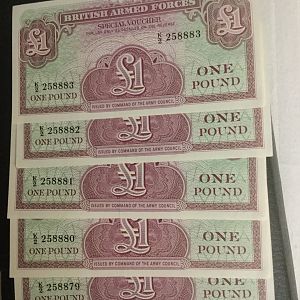 BRITISH ARMED FORCES
SPECIAL VOUCHER
£1 £1
K/2 258883
K/2 258883
£1
ONE POUND
ONE POUND
ISSUED BY COMMAND OF THE ARMY COUNCIL
K/2 258882
£1
ONE POUND
ONE POUND
ISSUED BY COMMAND OF THE ARMY COUNCIL
K/2 258881
£1
ONE POUND
ONE POUND
ISSUED BY COMMAND OF THE ARMY COUNCIL
K/2 258880
£1
ONE POUND
ONE POUND
ISSUED BY COMMAND OF THE ARMY COUNCIL
K/2 258879
£1
ONE POUND
ONE